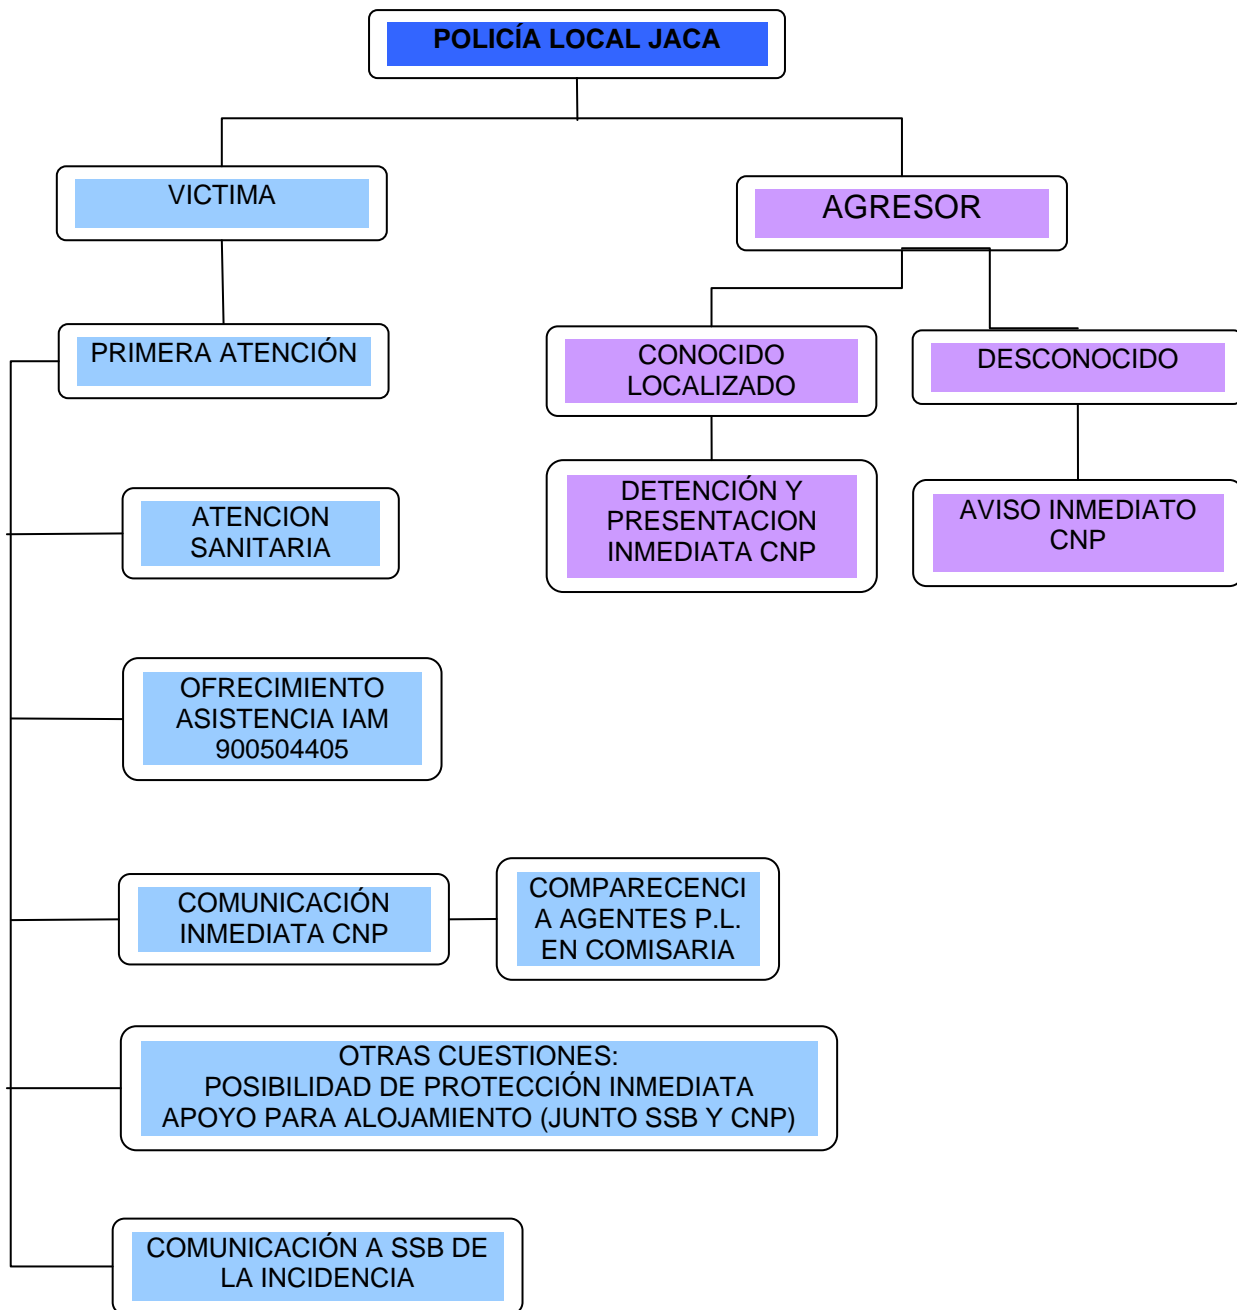 POLICÍA LOCAL JACA
VICTIMA
AGRESOR
PRIMERA ATENCIÓN
CONOCIDO
LOCALIZADO
DESCONOCIDO
ATENCION
SANITARIA
DETENCIÓN Y
PRESENTACION
INMEDIATA CNP
AVISO INMEDIATO
CNP
OFRECIMIENTO
ASISTENCIA IAM
900504405
COMUNICACIÓN
INMEDIATA CNP
COMPARECENCI
A AGENTES P.L.
EN COMISARIA
OTRAS CUESTIONES:
POSIBILIDAD DE PROTECCIÓN INMEDIATA
APOYO PARA ALOJAMIENTO (JUNTO SSB Y CNP)
COMUNICACIÓN A SSB DE
LA INCIDENCIA